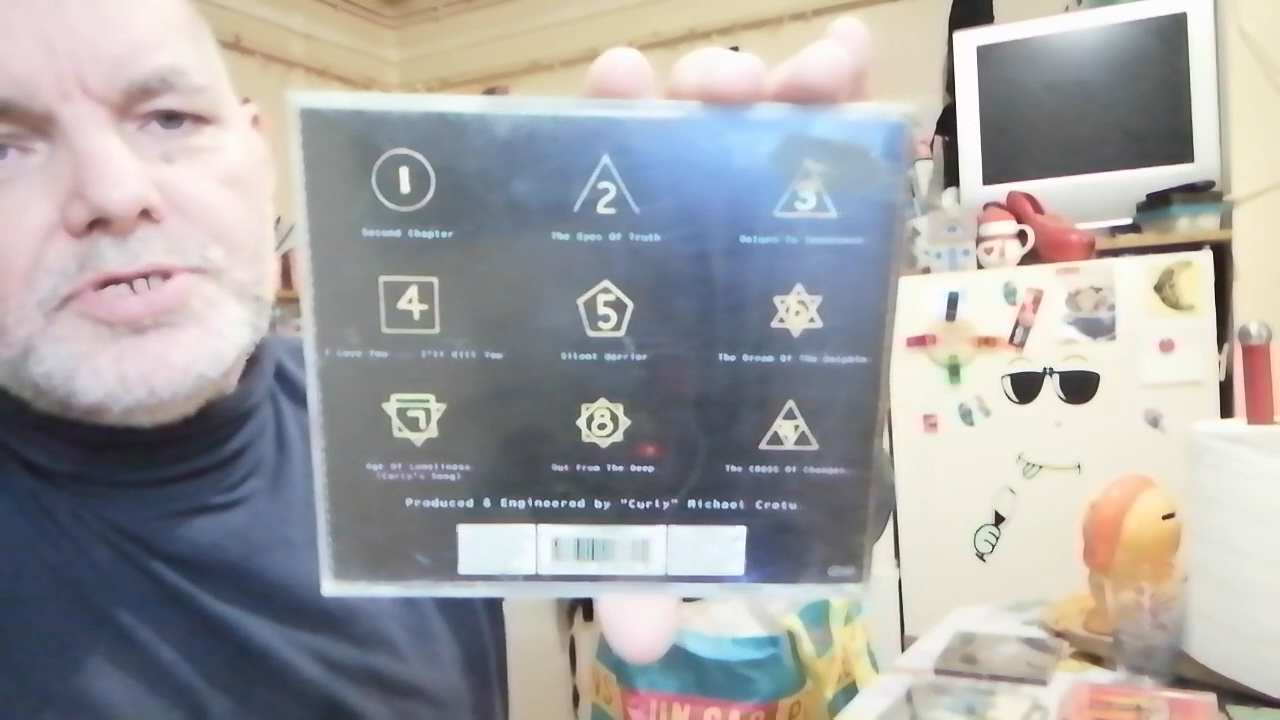 1
2
3
Second Chapter
The Eyes Of Truth
Return To Innocence
4
5
6
I Love You ... I'll Kill You
Silent Warrior
The Dream Of The Dolphin
7
8
Age Of Loneliness
(Carly's Song)
Out From The Deep
The CROSS Of Changes
Produced & Engineered by "Curly" Michael Cretu